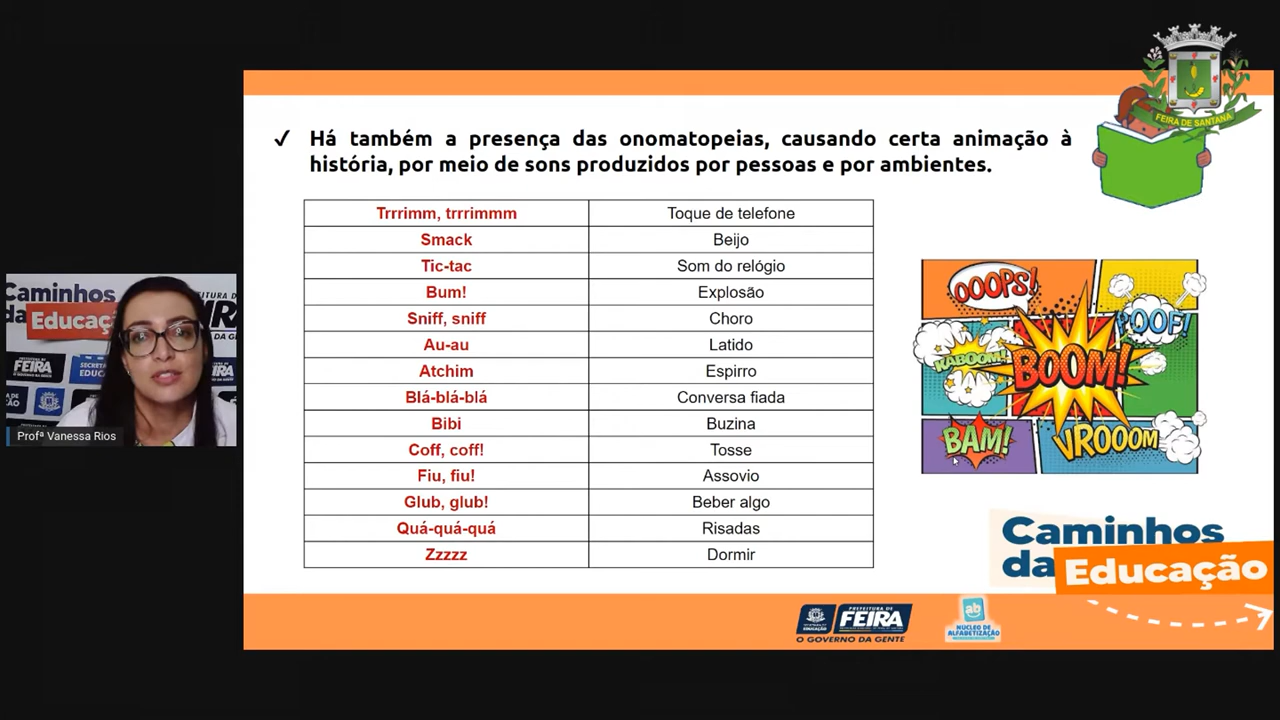 FEIRA DE SANTANA
✓ Há também a presença das onomatopeias, causando certa animação à
história, por meio de sons produzidos por pessoas e por ambientes.
Trrrimm, trrrimmm Toque de telefone
Smack Beijo
Tic-tac Som do relógio
Bum! Explosão
Sniff, sniff Choro
Au-au Latido
Atchim Espirro
Blá-blá-blá Conversa fiada
Bibi Buzina
Coff, coff! Tosse
Fiu, fiu! Assovio
Glub, glub! Beber algo
Quá-quá-quá Risadas
Zzzzz Dormir
OOOPS!
POOF!
KABOOM!
BOOM!
BAM!
VROOOM
Caminhos
da Educação
Profª Vanessa Rios
Caminhos
da Educação
PREFEITURA DE
FEIRA
O GOVERNO DA GENTE
ab
NÚCLEO DE
ALFABETIZAÇÃO